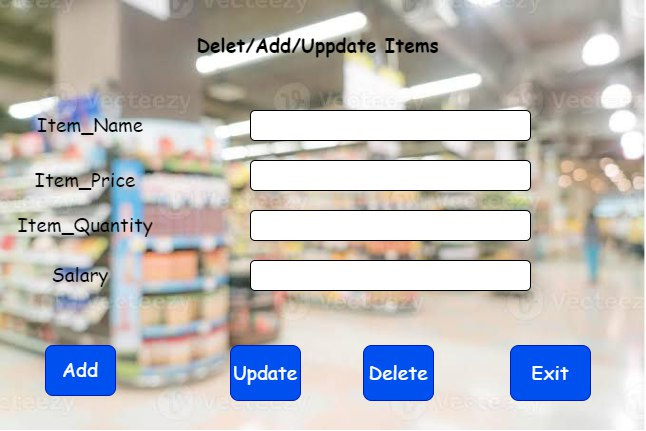 Delet/Add/Uppdate Items
Item_Name
Item_Price
Item_Quantity
Salary
Add Update Delete Exit